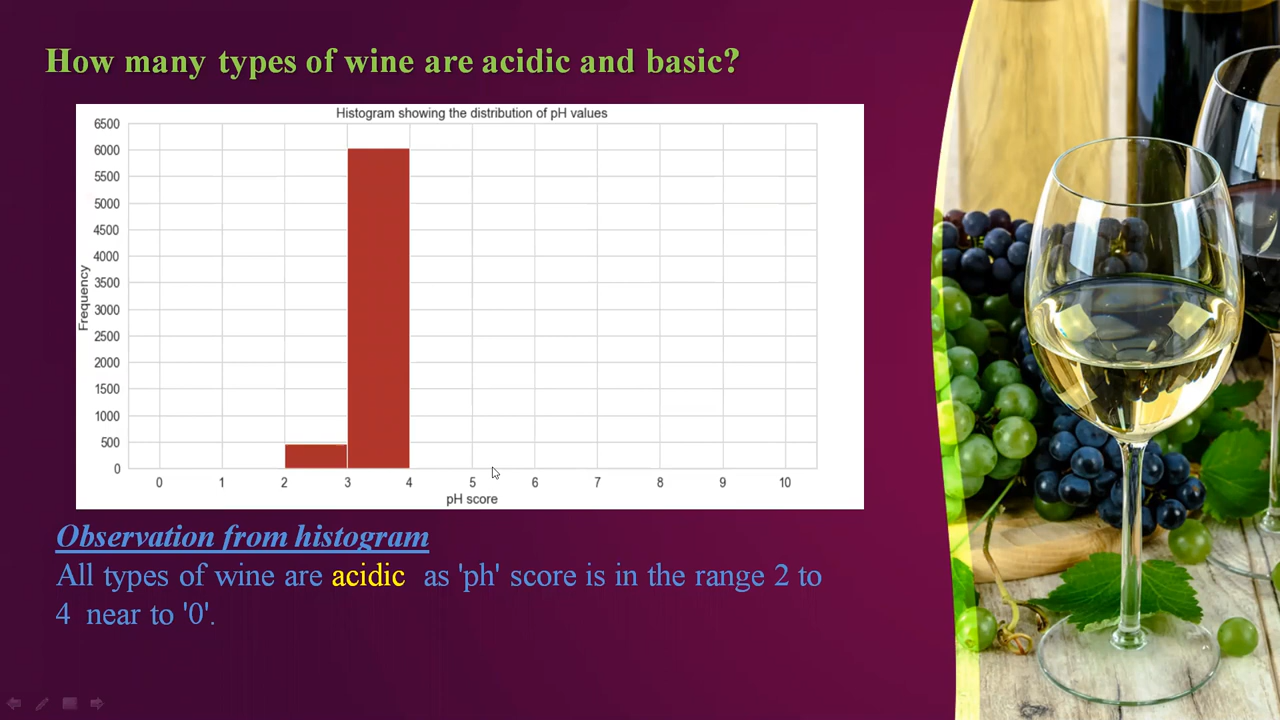 How many types of wine are acidic and basic?
Histogram showing the distribution of pH values
6500
6000
5500
5000
4500
4000
3500
3000
2500
2000
1500
1000
500
0
Frequency
0 1 2 3 4 5 6 7 8 9 10
pH score
Observation from histogram
All types of wine are acidic as 'ph' score is in the range 2 to
4 near to '0'.